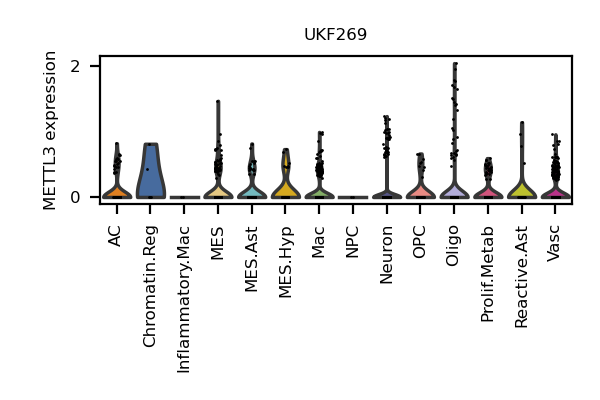 UKF269
METTL3 expression
2
0
AC
Chromatin.Reg
Inflammatory.Mac
MES
MES.Ast
MES.Hyp
Mac
NPC
Neuron
OPC
Oligo
Prolif.Metab
Reactive.Ast
Vasc